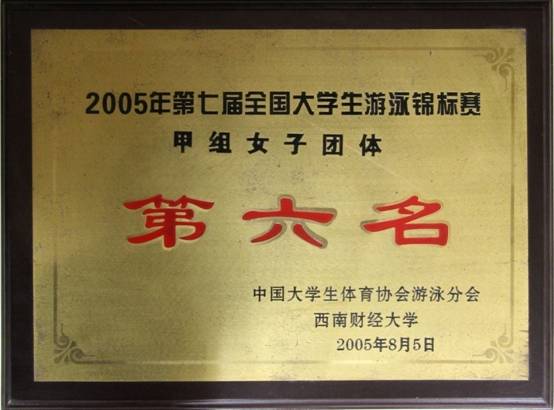 2005年第七届全国大学生游泳锦标赛
甲组女子团体
第六名
中国大学生体育协会游泳分会
西南财经大学
2005年8月5日